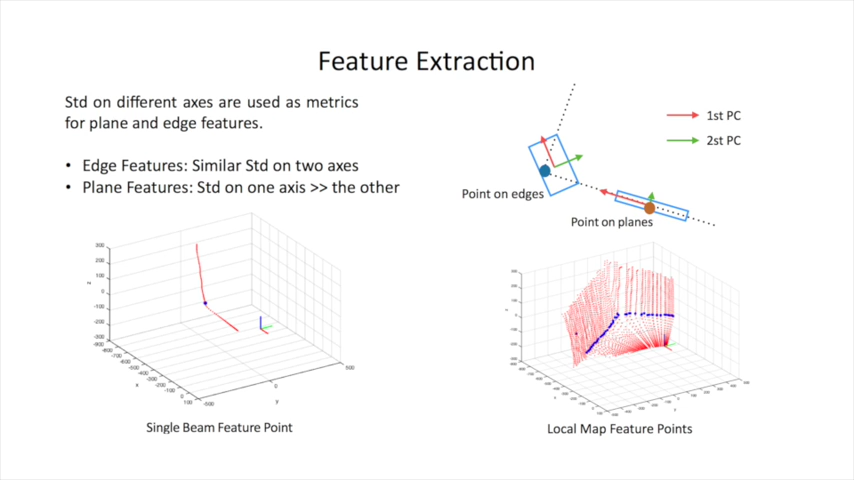 Feature Extraction
Std on different axes are used as metrics
for plane and edge features.
• Edge Features: Similar Std on two axes
• Plane Features: Std on one axis >> the other
1st PC
2st PC
Point on edges
Point on planes
Single Beam Feature Point
Local Map Feature Points